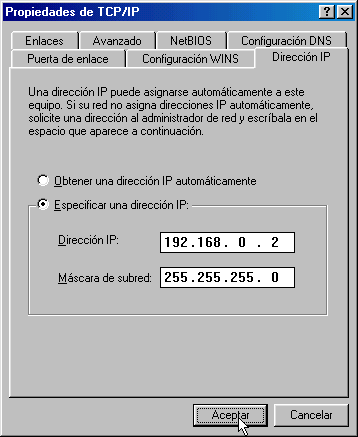 Propiedades de TCP/IP
Enlaces Avanzado NetBIOS Configuración DNS
Puerta de enlace Configuración WINS Dirección IP
Una dirección IP puede asignarse automáticamente a este
equipo. Si su red no asigna direcciones IP automáticamente,
solicite una dirección al administrador de red y escríbala en el
espacio que aparece a continuación.
Obtener una dirección IP automáticamente
Especificar una dirección IP:
Dirección IP: 192.168. 0 . 2
Máscara de subred: 255.255.255. 0
Aceptar Cancelar